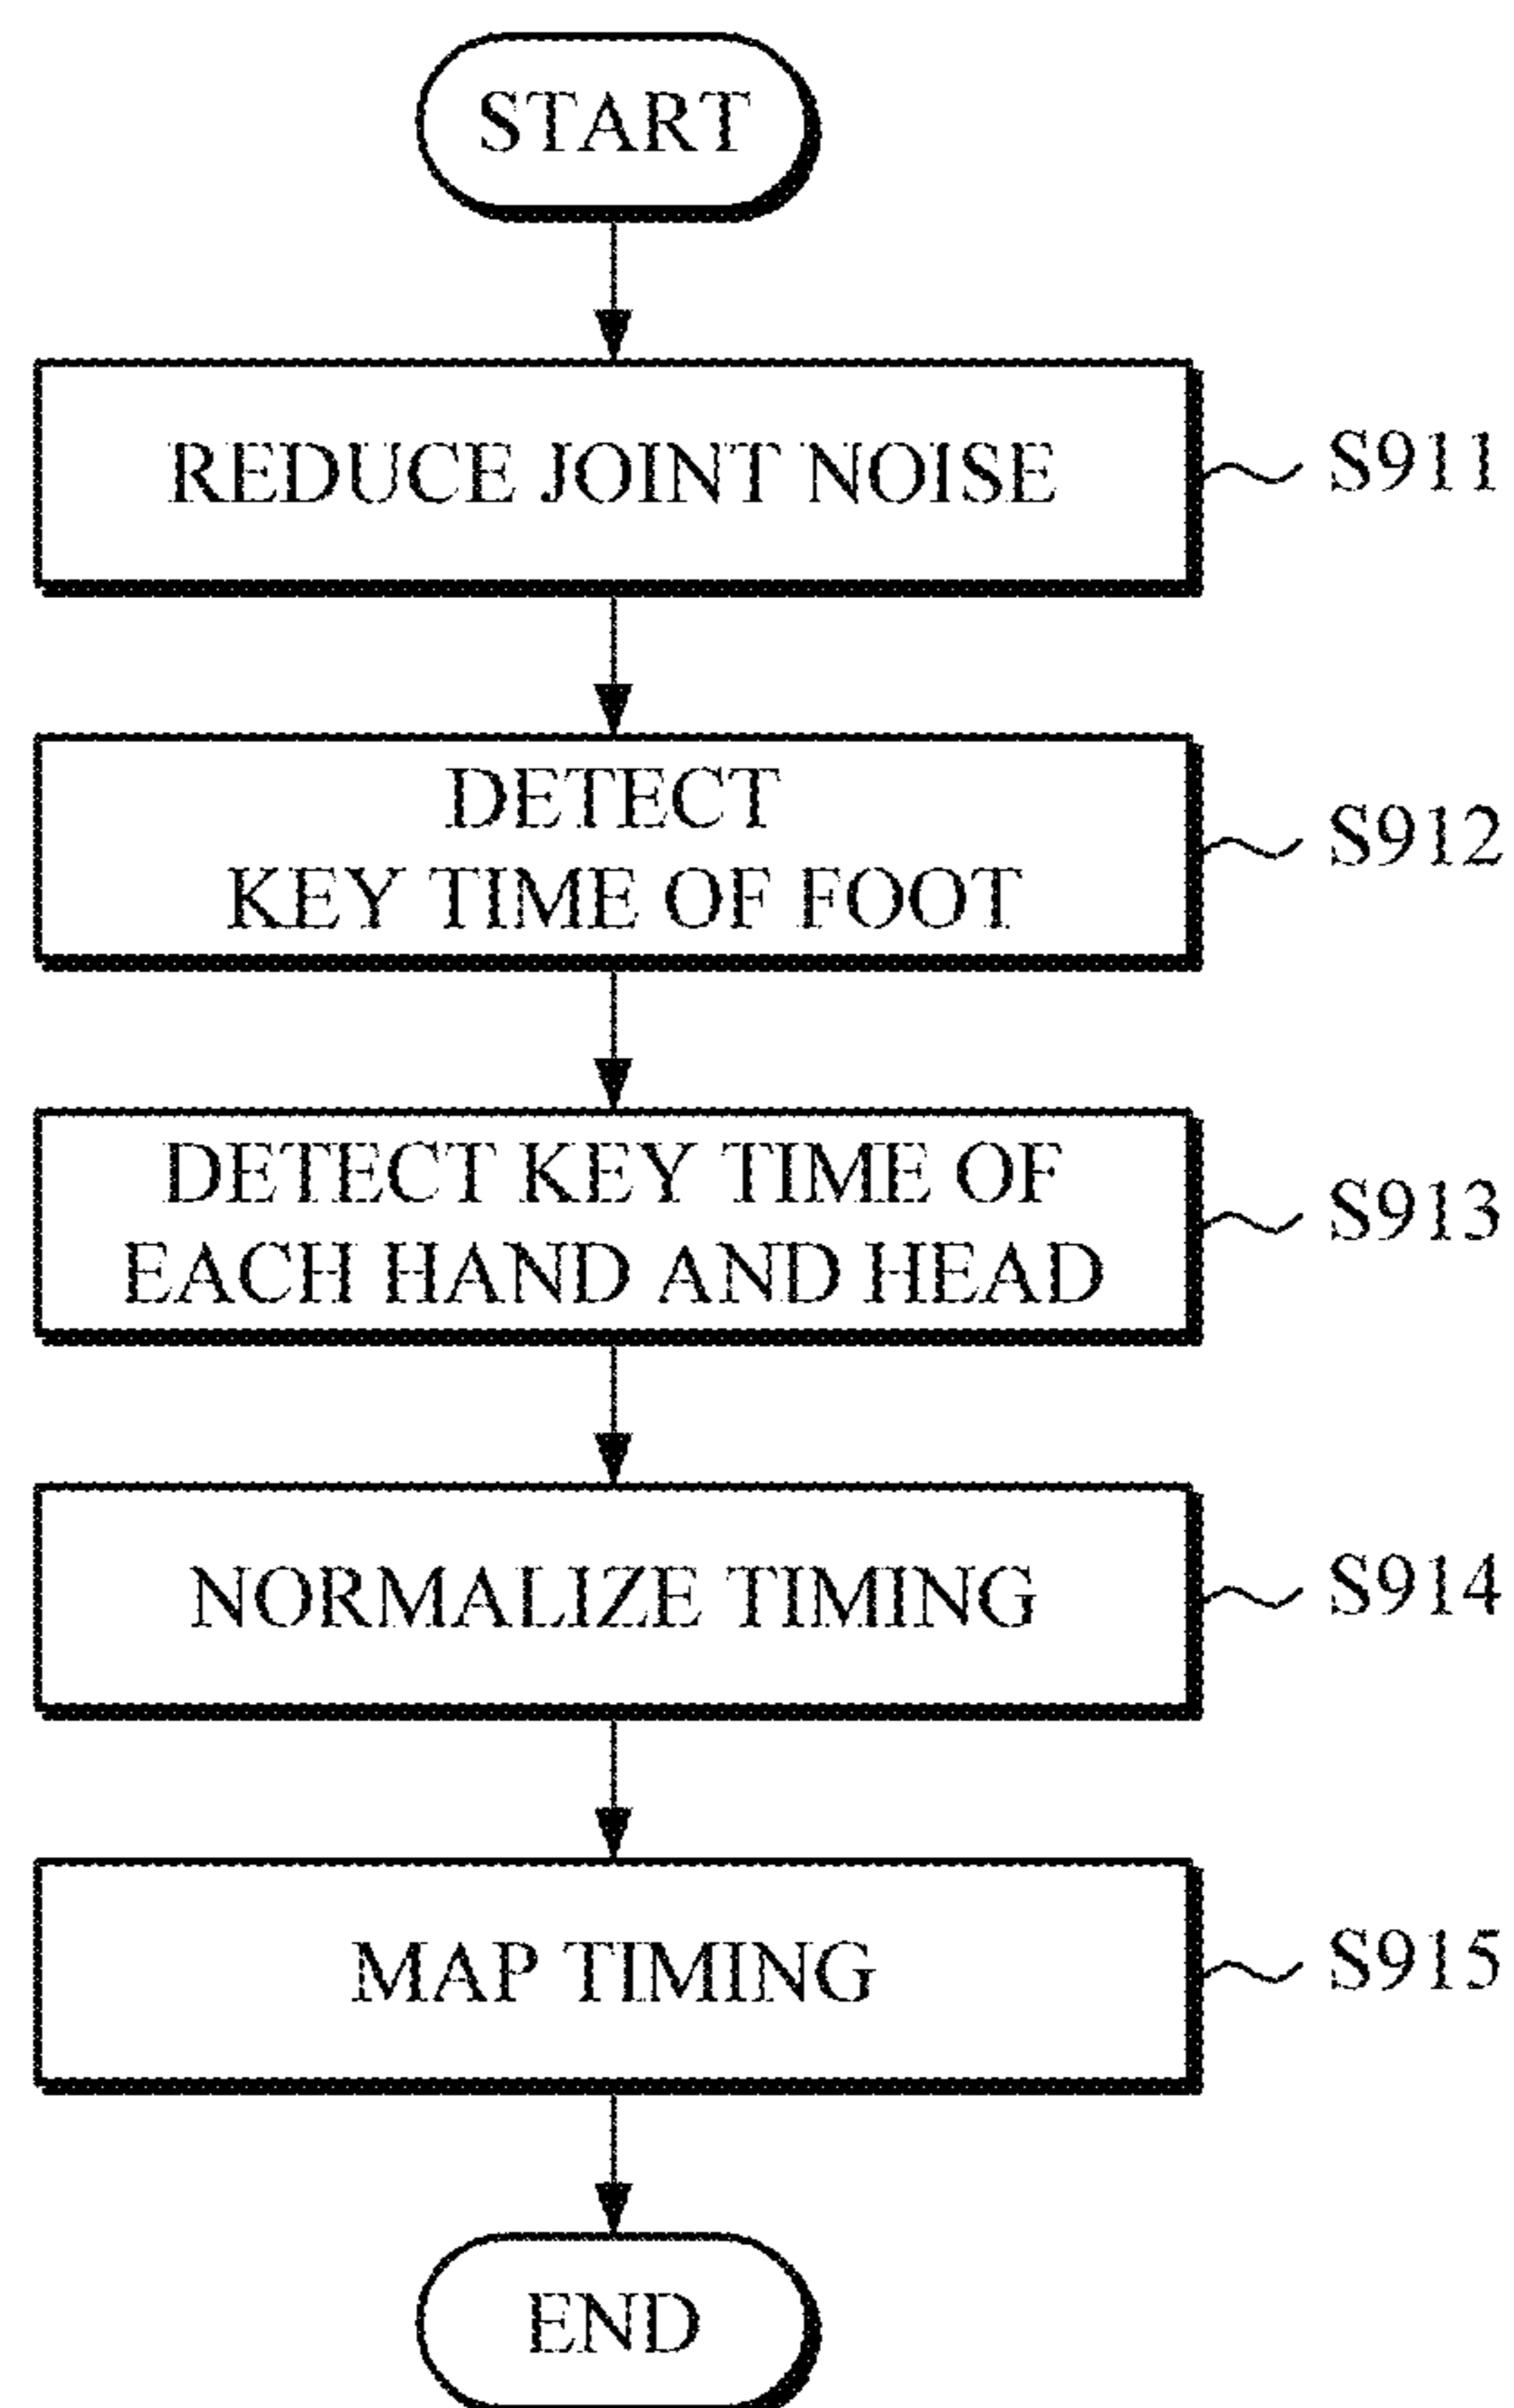 START
REDUCE JOINT NOISE
S911
DETECT
KEY TIME OF FOOT
S912
DETECT KEY TIME OF
EACH HAND AND HEAD
S913
NORMALIZE TIMING
S914
MAP TIMING
S915
END